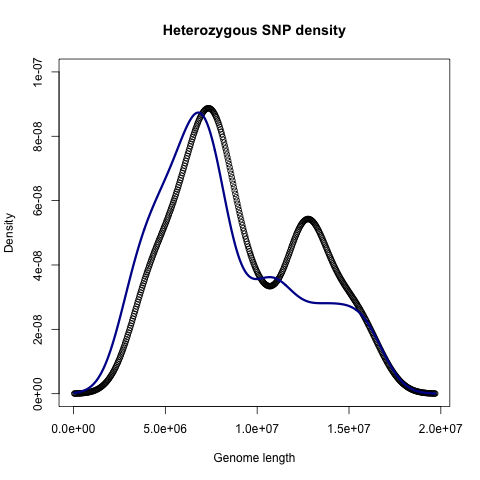 Heterozygous SNP density
Density
1e-07
8e-08
6e-08
4e-08
2e-08
0e+00
0.0e+00 5.0e+06 1.0e+07 1.5e+07 2.0e+07
Genome length